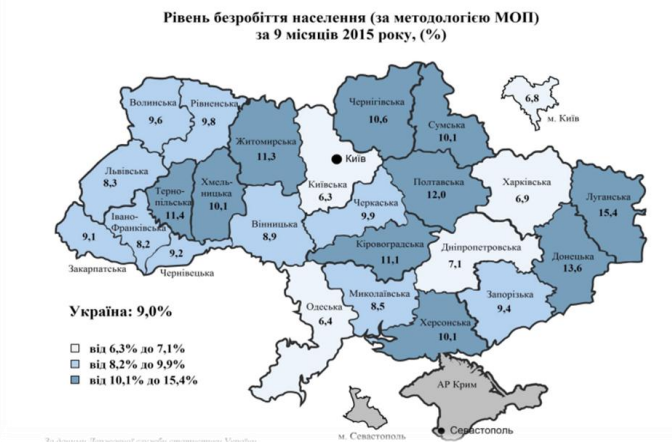 Рівень безробіття населення (за методологією МОП)
за 9 місяців 2015 року, (%)
Волинська
9,6
Рівненська
9,8
Житомирська
11,3
Чернігівська
10,6
Сумська
10,1
6,8
м. Київ
Київ
Київська
6,3
Львівська
8,3
Терно-
пільська
11,4
Хмель-
ницька
10,1
Полтавська
12,0
Харківська
6,9
Луганська
15,4
Черкаська
9,9
Вінницька
8,9
Івано-
Франківська
8,2
9,1
Закарпатська
9,2
Чернівецька
Кіровоградська
11,1
Дніпропетровська
7,1
Донецька
13,6
Одеська
6,4
Миколаївська
8,5
Запорізька
9,4
Херсонська
10,1
Україна: 9,0%
від 6,3% до 7,1%
від 8,2% до 9,9%
від 10,1% до 15,4%
АР Крим
м. Севастополь
Севастополь